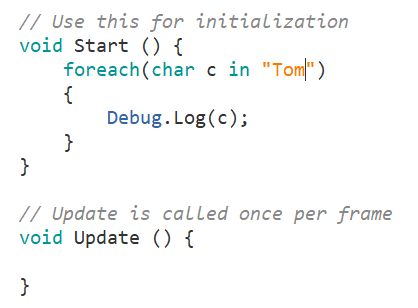 // Use this for initialization
void Start () {
    foreach(char c in "Tom")
    {
        Debug.Log(c);
    }
}

// Update is called once per frame
void Update () {

}